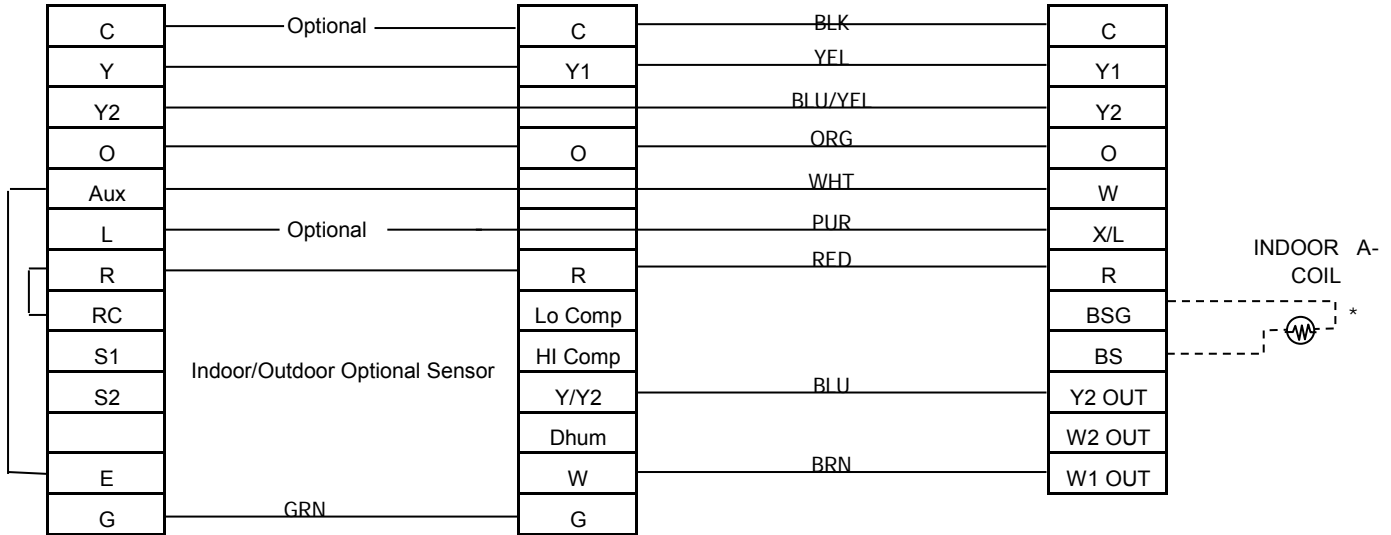 C Optional C BLK C
Y Y1 YEL Y1
Y2 BLU/YEL Y2
O O ORG O
Aux WHT W
L Optional PUR X/L
R R RED R
INDOOR A-
COIL
RC Lo Comp BSG *
S1 HI Comp BS
Indoor/Outdoor Optional Sensor
S2 Y/Y2 BLU Y2 OUT
Dhum W2 OUT
E W BRN W1 OUT
G GRN G